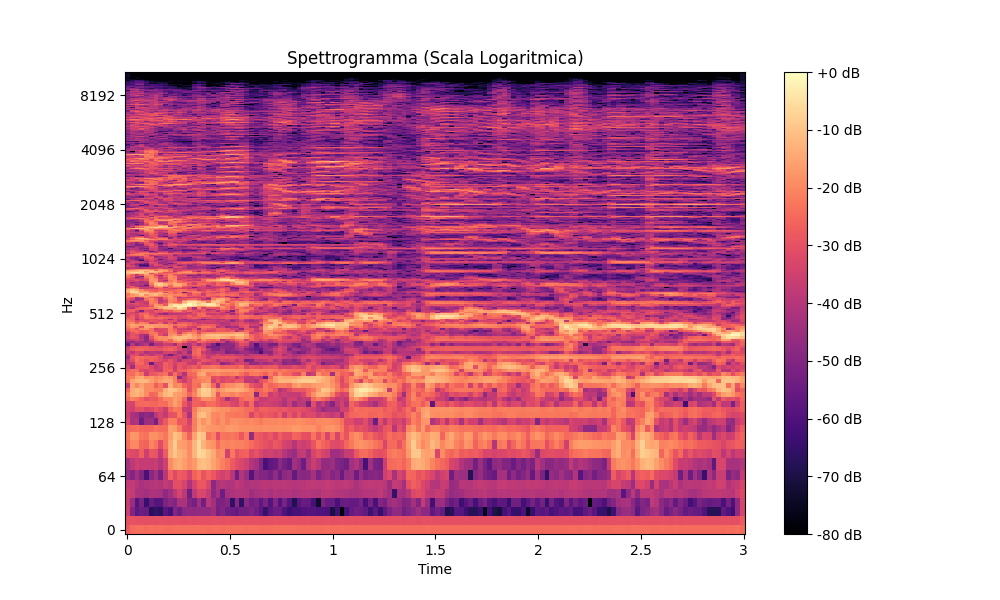 Spettrogramma (Scala Logaritmica)
Hz
8192
4096
2048
1024
512
256
128
64
0
0
0.5
1
1.5
2
2.5
3
Time
+0 dB
-10 dB
-20 dB
-30 dB
-40 dB
-50 dB
-60 dB
-70 dB
-80 dB